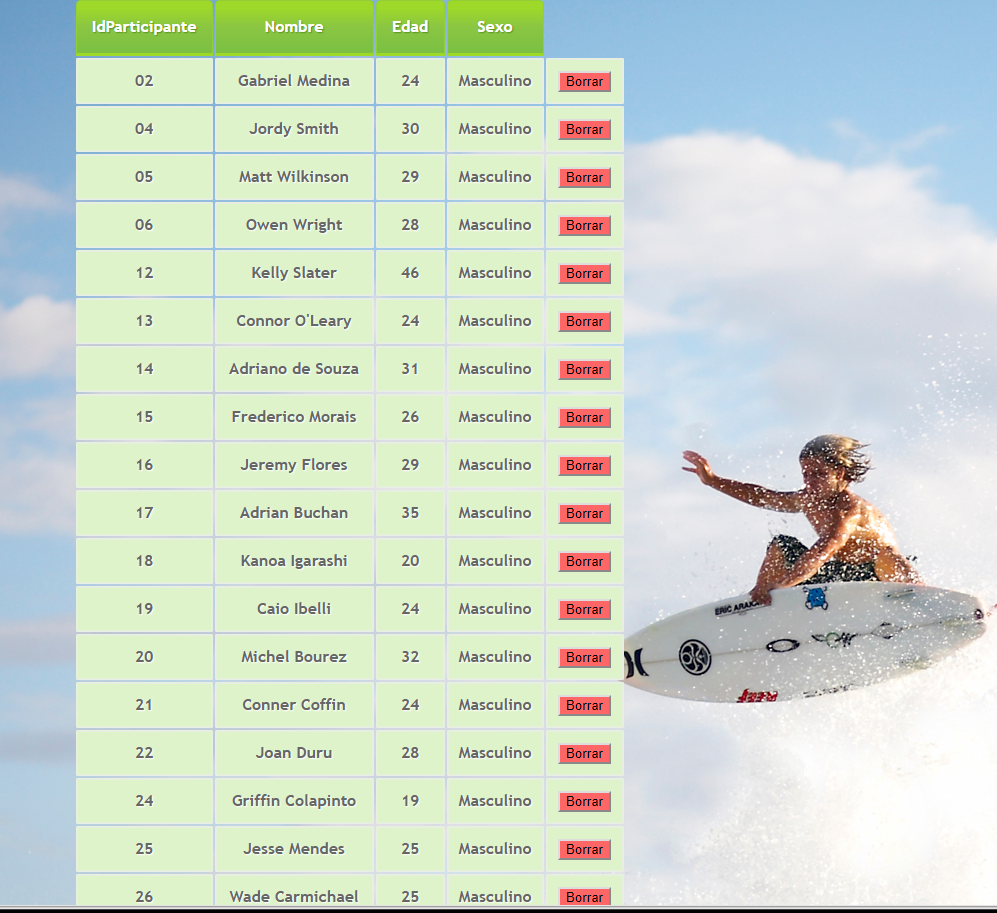 IdParticipante Nombre Edad Sexo
02 Gabriel Medina 24 Masculino Borrar
04 Jordy Smith 30 Masculino Borrar
05 Matt Wilkinson 29 Masculino Borrar
06 Owen Wright 28 Masculino Borrar
12 Kelly Slater 46 Masculino Borrar
13 Connor O'Leary 24 Masculino Borrar
14 Adriano de Souza 31 Masculino Borrar
15 Frederico Morais 26 Masculino Borrar
16 Jeremy Flores 29 Masculino Borrar
17 Adrian Buchan 35 Masculino Borrar
18 Kanoa Igarashi 20 Masculino Borrar
19 Caio Ibelli 24 Masculino Borrar
ERIC ARAKAWA
20 Michel Bourez 32 Masculino Borrar
21 Conner Coffin 24 Masculino Borrar
REEF
22 Joan Duru 28 Masculino Borrar
24 Griffin Colapinto 19 Masculino Borrar
25 Jesse Mendes 25 Masculino Borrar
26 Wade Carmichael 25 Masculino Borrar